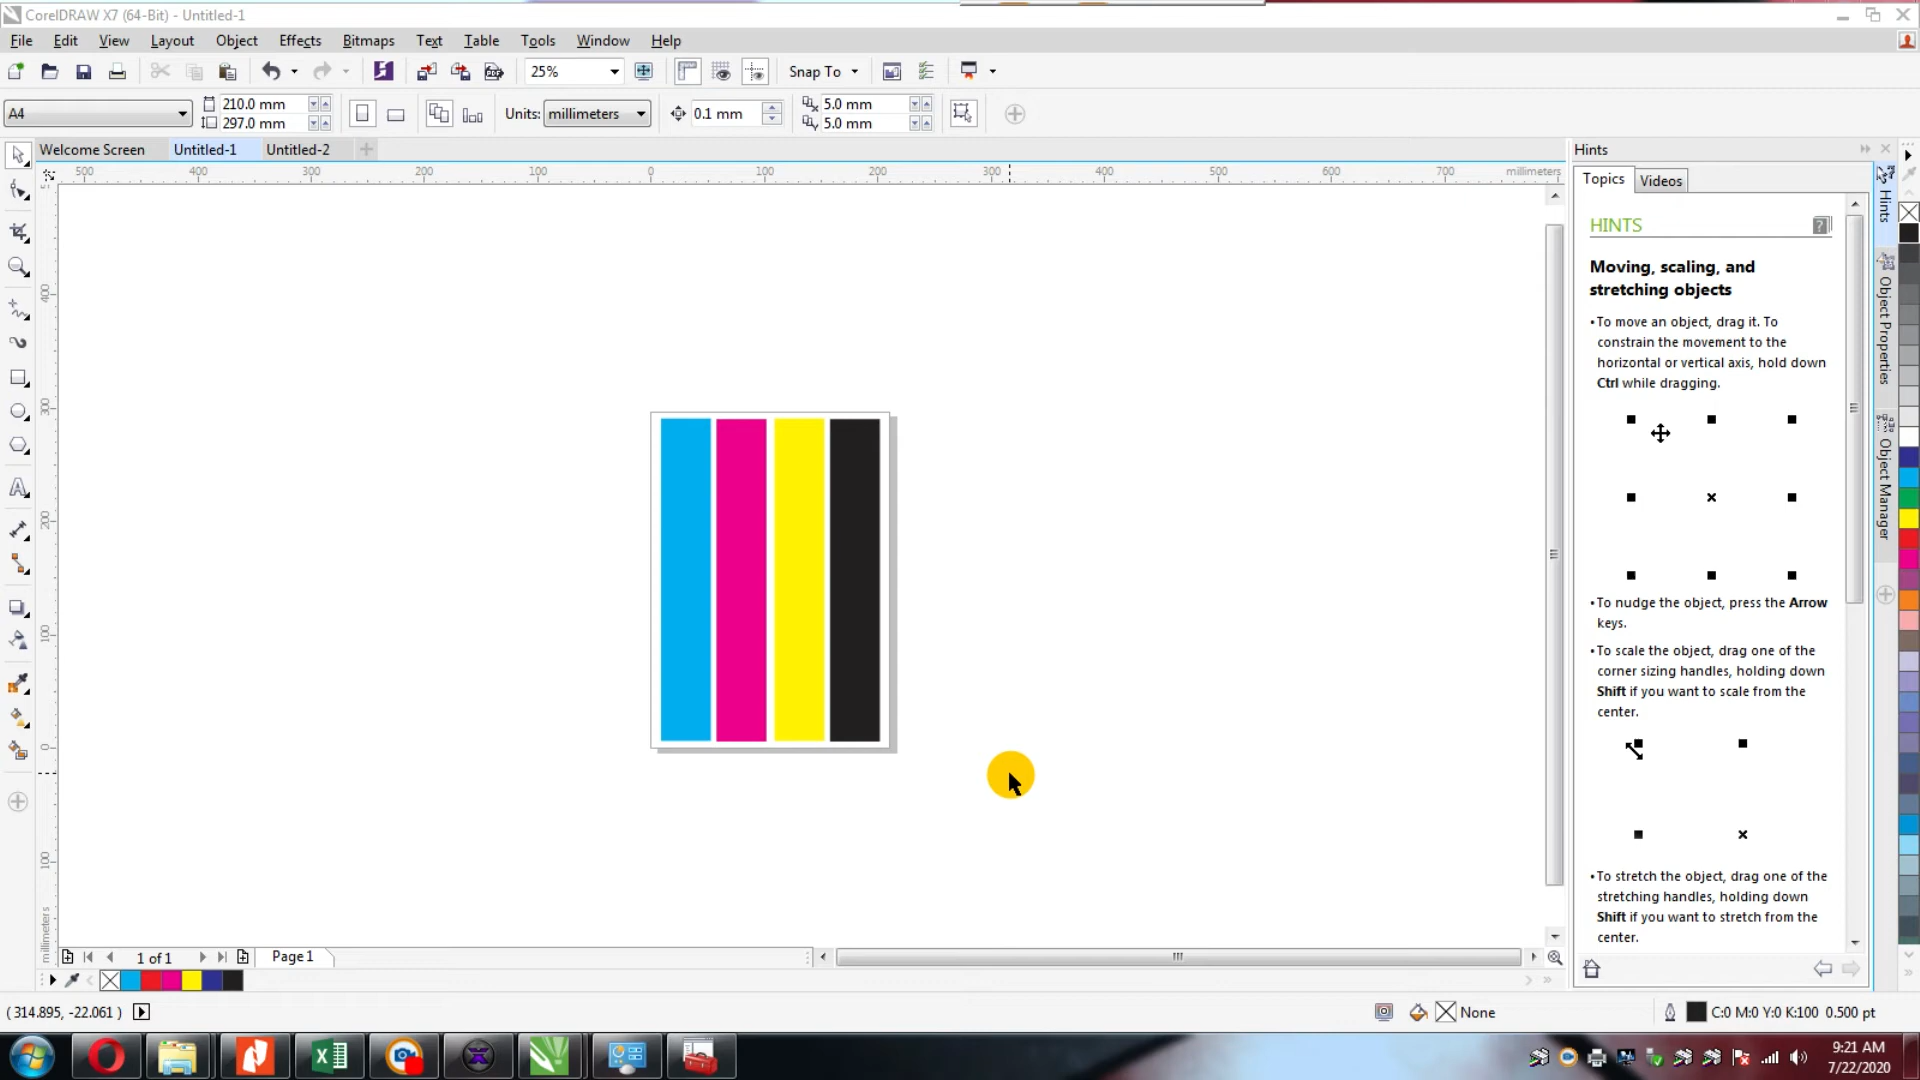 CorelDRAW X7 (64-Bit) - Untitled-1
File Edit View Layout Object Effects Bitmaps Text Table Tools Window Help
25% Snap To
A4 210.0 mm 297.0 mm Units: millimeters 0.1 mm 5.0 mm 5.0 mm
Welcome Screen Untitled-1 Untitled-2
500 400 300 200 100 0 100 200 300 400 500 600 700 millimeters
400
300
200
100
0
100
millimeters
Hints
Topics Videos
HINTS
Moving, scaling, and
stretching objects
•To move an object, drag it. To
constrain the movement to the
horizontal or vertical axis, hold down
Ctrl while dragging.
•To nudge the object, press the Arrow
keys.
•To scale the object, drag one of the
corner sizing handles, holding down
Shift if you want to scale from the
center.
•To stretch the object, drag one of the
stretching handles, holding down
Shift if you want to stretch from the
center.
Hints
Object Properties
Object Manager
1 of 1 Page 1
( 314.895, -22.061 ) None C:0 M:0 Y:0 K:100 0.500 pt
9:21 AM
7/22/2020